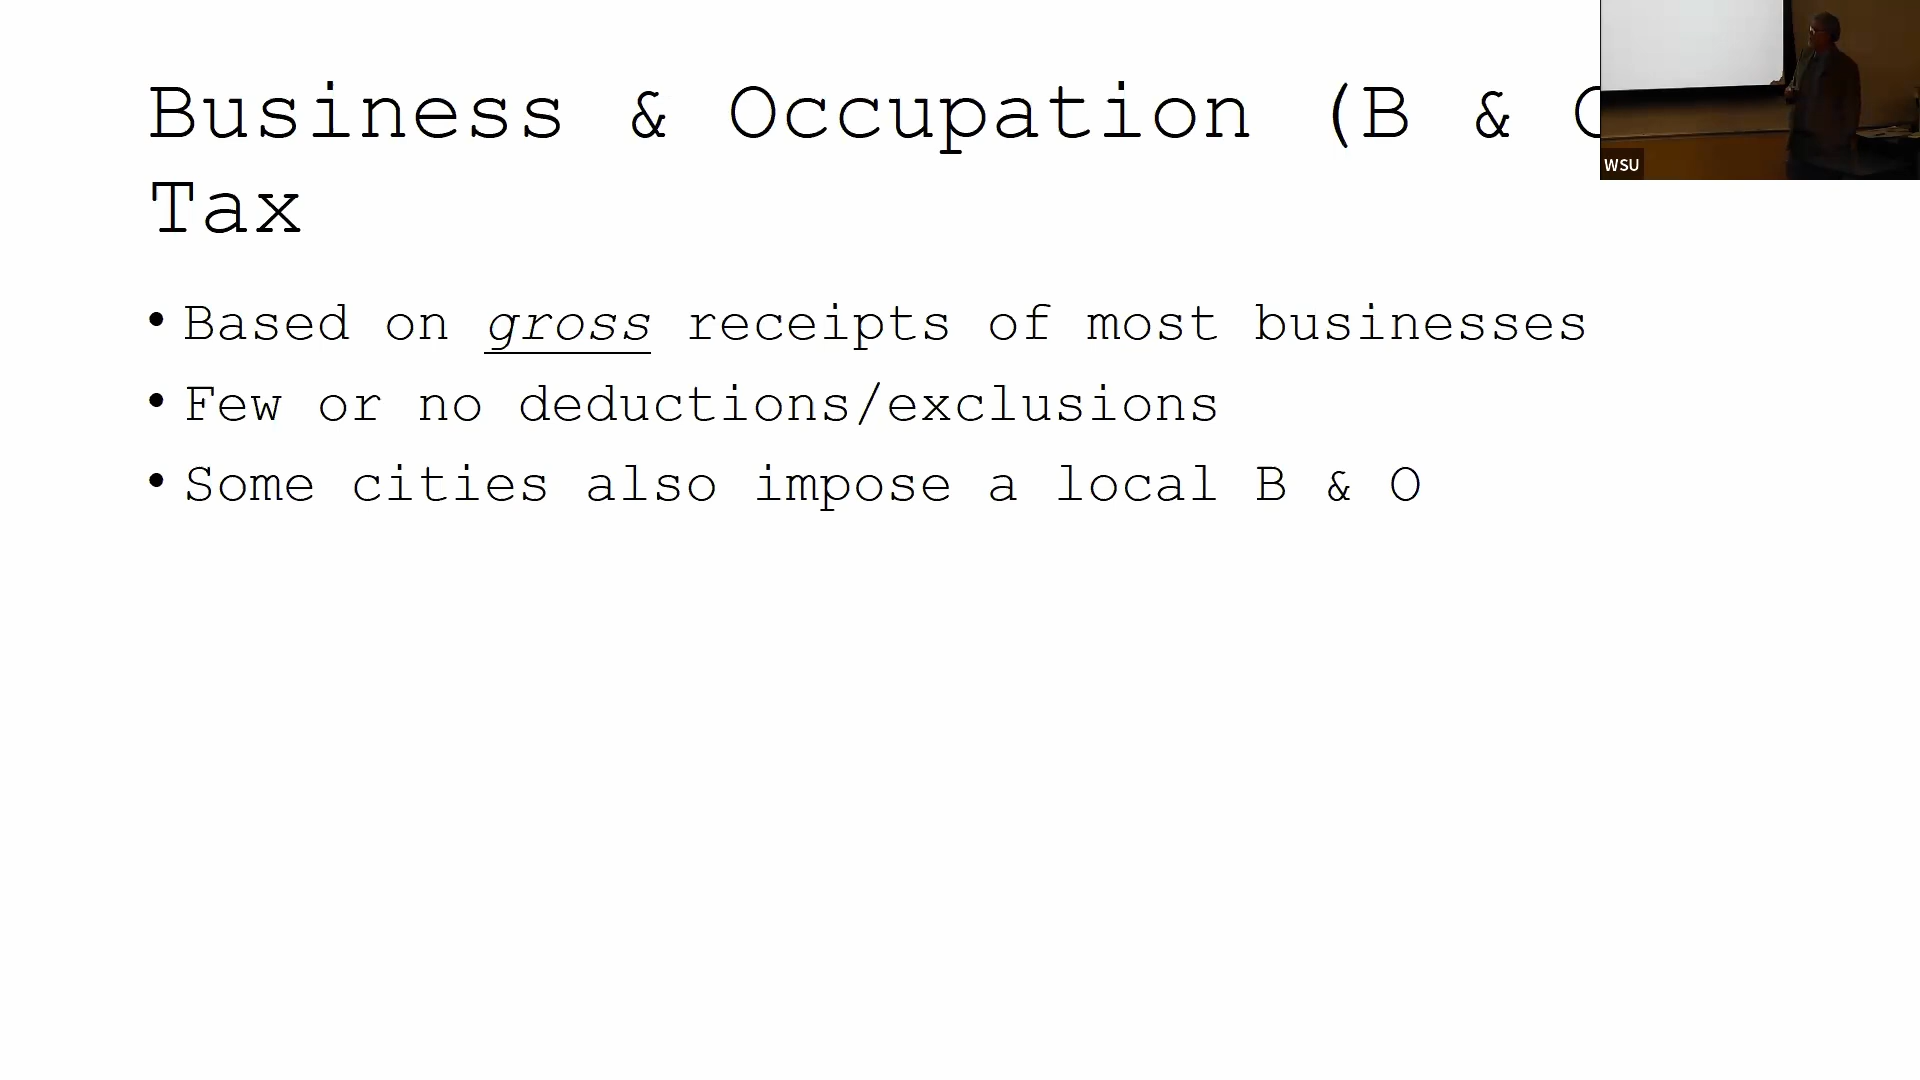 Business & Occupation (B &
Tax
• Based on gross receipts of most businesses
• Few or no deductions/exclusions
• Some cities also impose a local B & O
WSU